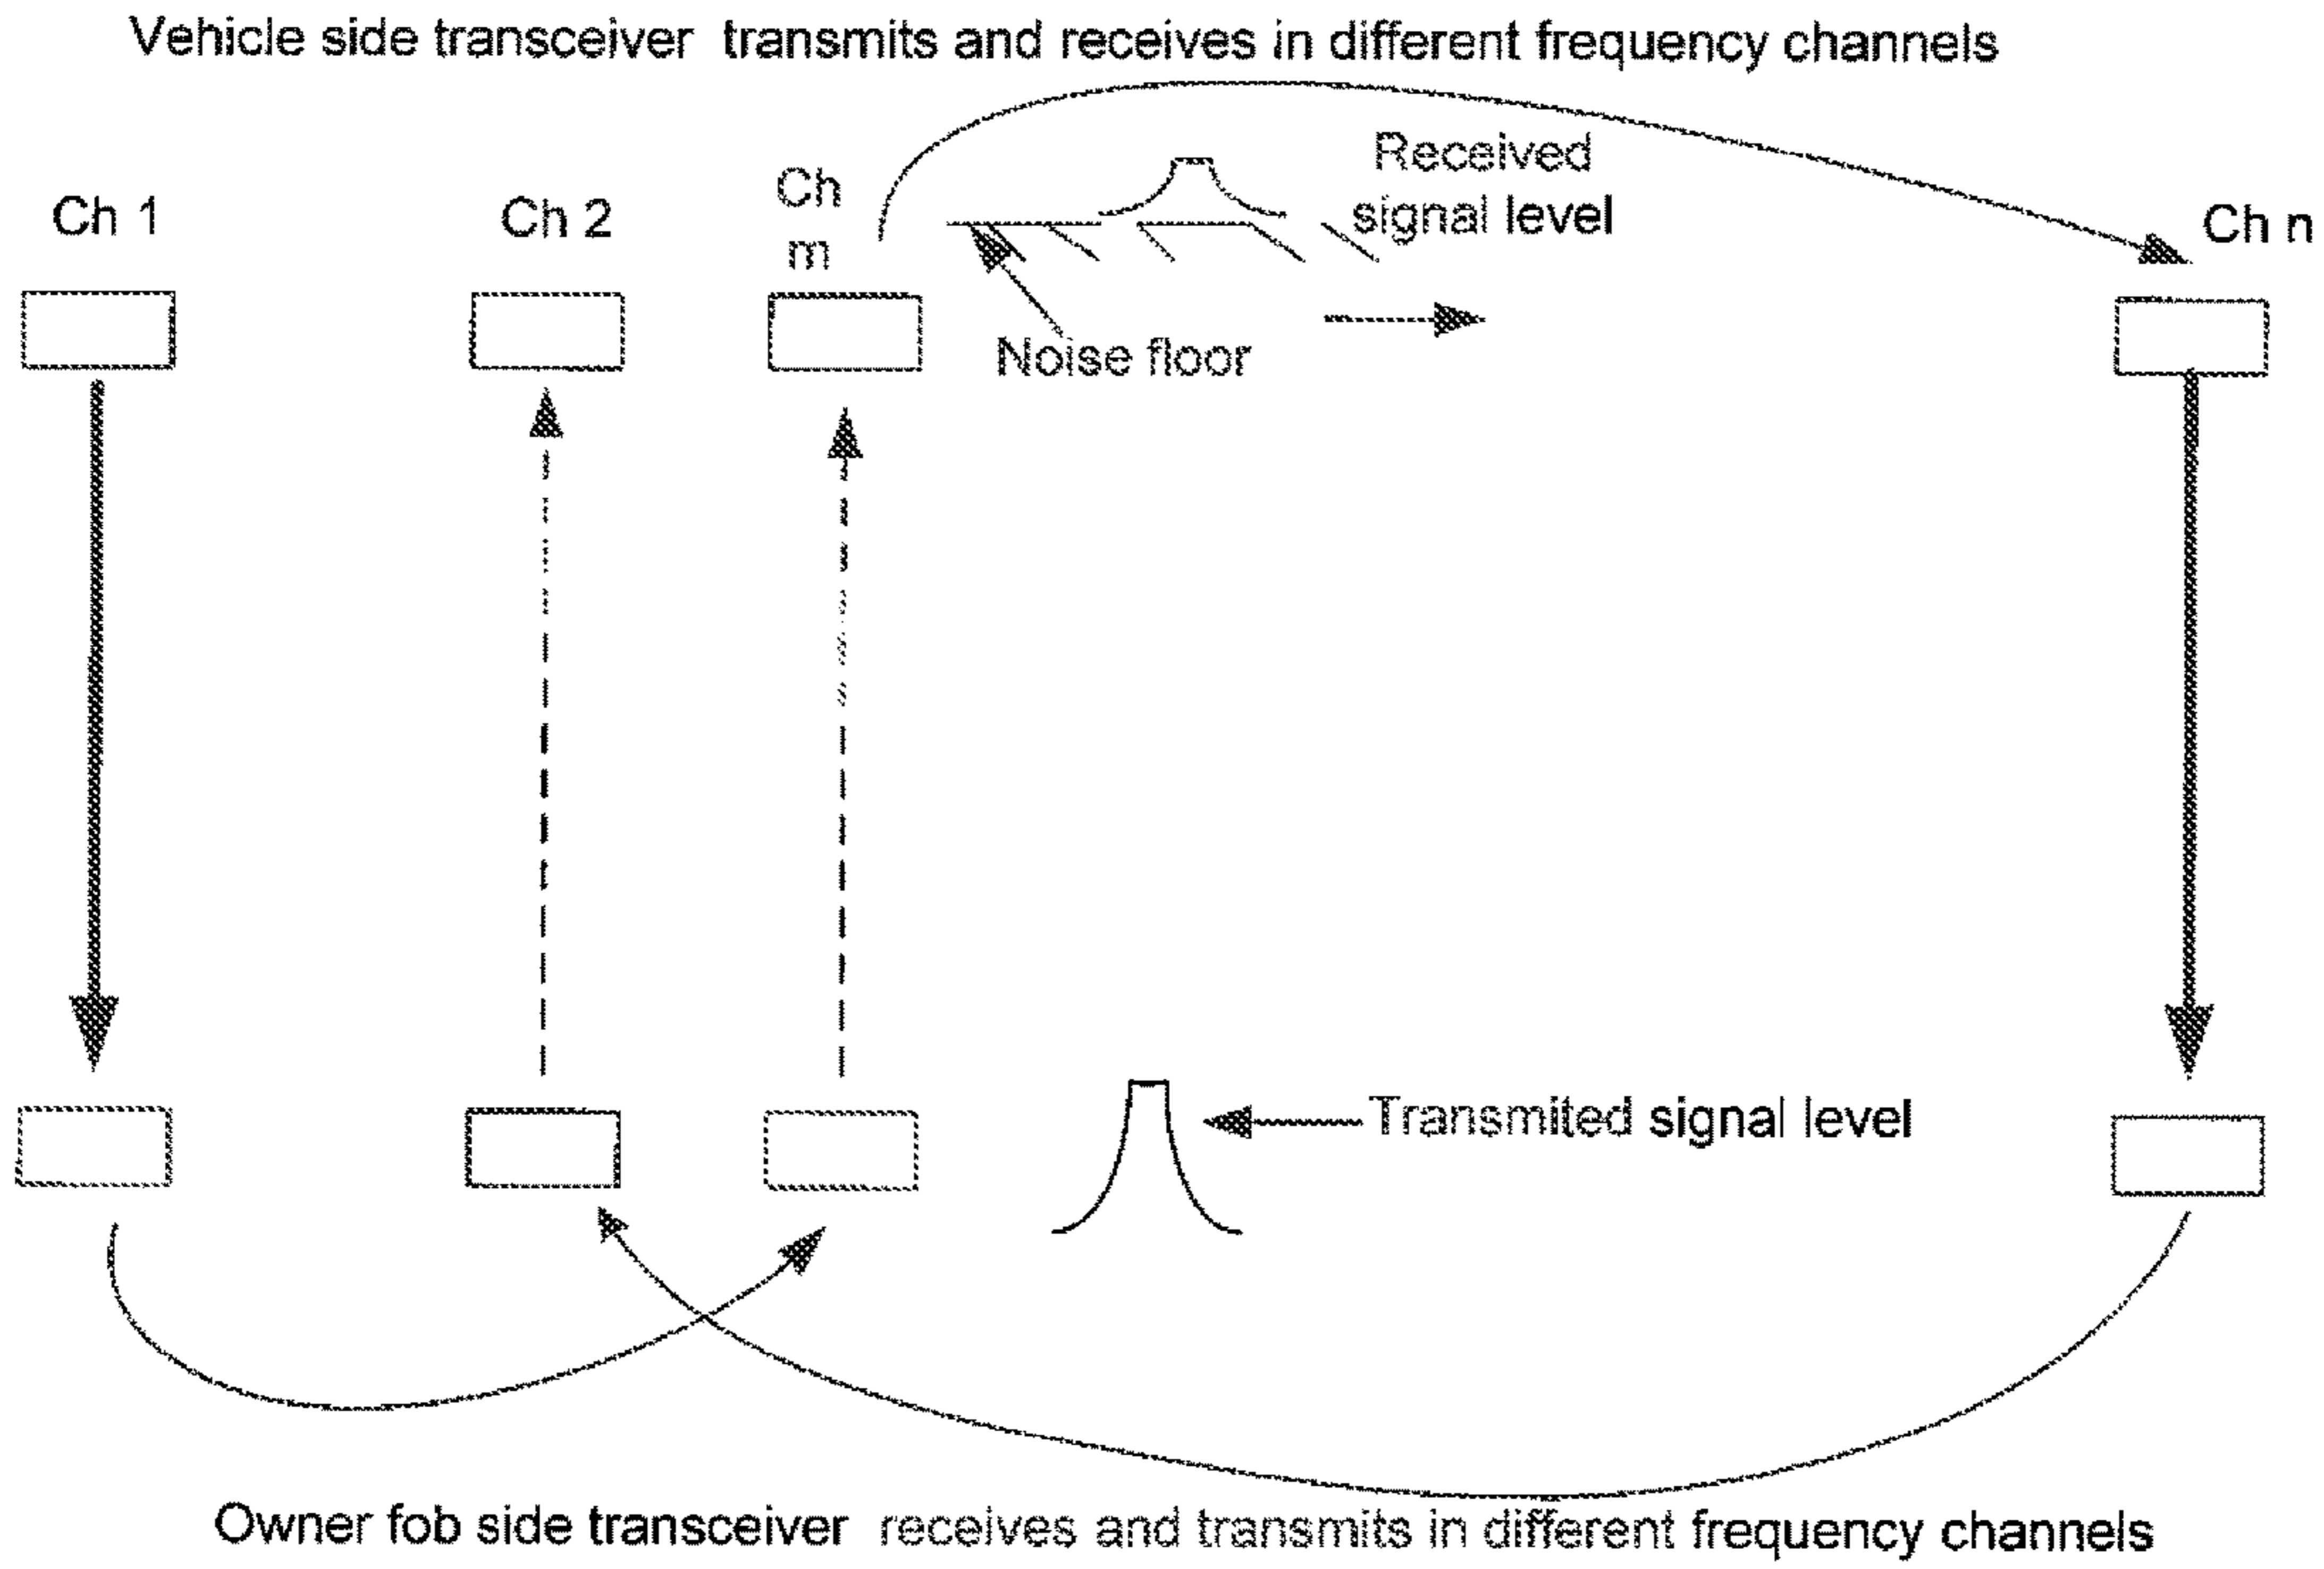 Vehicle side transceiver transmits and receives in different frequency channels
Ch 1
Ch 2
Ch
m
Received
signal level
Ch n
Noise floor
Transmited signal level
Owner fob side transceiver receives and transmits in different frequency channels